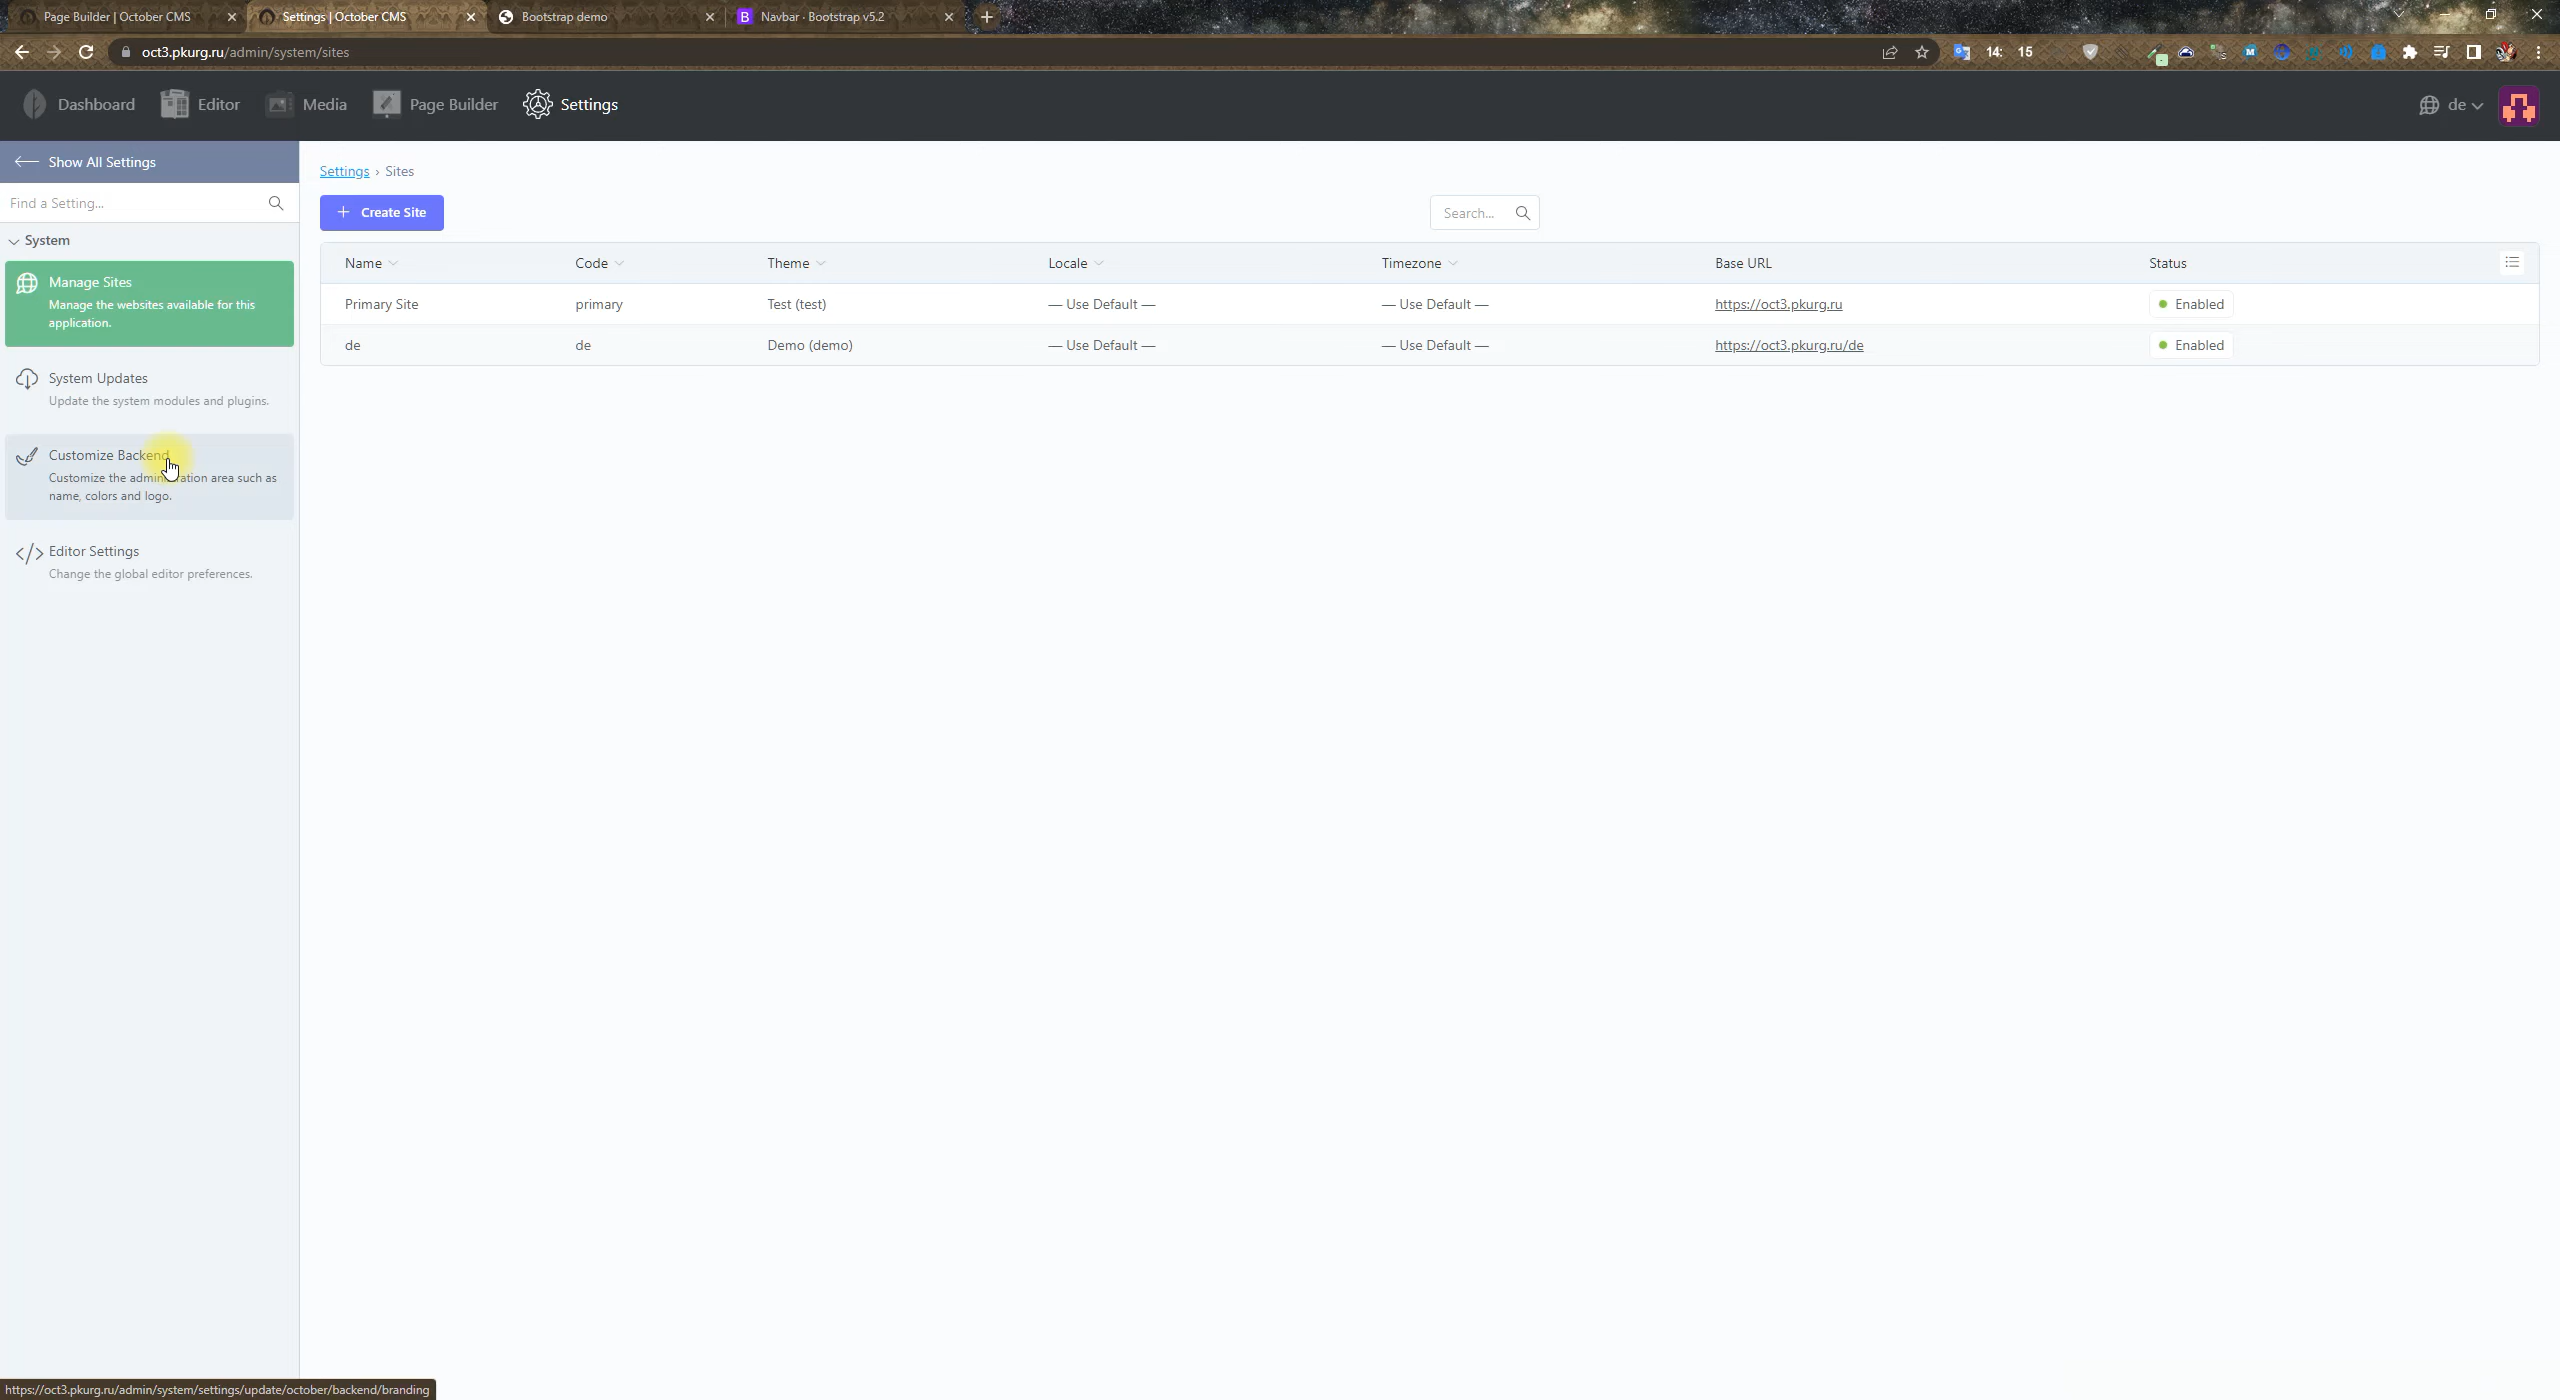 Page Builder | October CMS
Settings | October CMS
Bootstrap demo
B Navbar · Bootstrap v5.2
oct3.pkurg.ru/admin/system/sites
14: 15
Dashboard
Editor
Media
Page Builder
Settings
de
Show All Settings
Settings › Sites
Find a Setting...
+ Create Site
Search...
System
Name
Code
Theme
Locale
Timezone
Base URL
Status
Manage Sites
Manage the websites available for this
application.
Primary Site
primary
Test (test)
— Use Default —
— Use Default —
https://oct3.pkurg.ru
Enabled
de
de
Demo (demo)
— Use Default —
— Use Default —
https://oct3.pkurg.ru/de
Enabled
System Updates
Update the system modules and plugins.
Customize Backend
Customize the administration area such as
name, colors and logo.
Editor Settings
Change the global editor preferences.
https://oct3.pkurg.ru/admin/system/settings/update/october/backend/branding